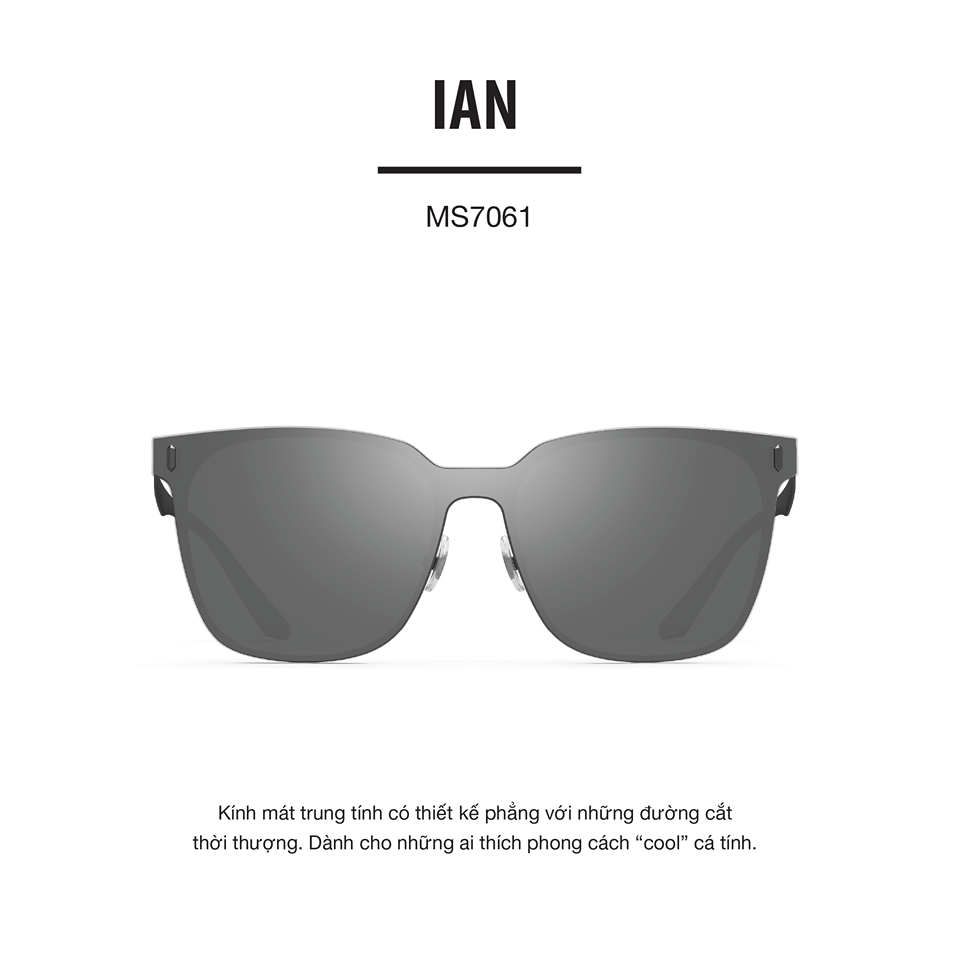 IAN
MS7061
Kính mát trung tính có thiết kế phẳng với những đường cắt
thời thượng. Dành cho những ai thích phong cách “cool” cá tính.